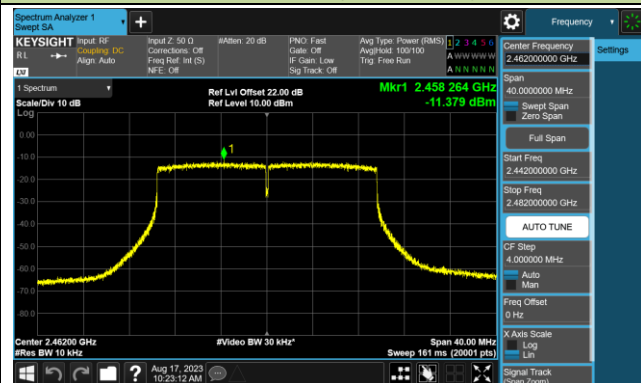 Spectrum Analyzer 1
Swept SA
+
Frequency
KEYSIGHT
RL
LXI
Input: RF
Coupling: DC
Align: Auto
Input Z: 50 Ω
Corrections: Off
Freq Ref: Int (S)
NFE: Off
#Atten: 20 dB
PNO: Fast
Gate: Off
IF Gain: Low
Sig Track: Off
Avg Type: Power (RMS)
Avg|Hold: 100/100
Trig: Free Run
1 2 3 4 5 6
A W W W W W
A N N N N N
1 Spectrum
Scale/Div 10 dB
Log
Ref Lvl Offset 22.00 dB
Ref Level 10.00 dBm
Mkr1 2.458 264 GHz
-11.379 dBm
1
0.00
-10.0
-20.0
-30.0
-40.0
-50.0
-60.0
-70.0
-80.0
Center 2.46200 GHz
#Res BW 10 kHz
#Video BW 30 kHz*
Span 40.00 MHz
Sweep 161 ms (20001 pts)
?
Aug 17, 2023
10:23:12 AM
Center Frequency
2.462000000 GHz
Settings
Span
40.0000000 MHz
Swept Span
Zero Span
Full Span
Start Freq
2.442000000 GHz
Stop Freq
2.482000000 GHz
AUTO TUNE
CF Step
4.000000 MHz
Auto
Man
Freq Offset
0 Hz
X Axis Scale
Log
Lin
Signal Track
(Span Zoom)